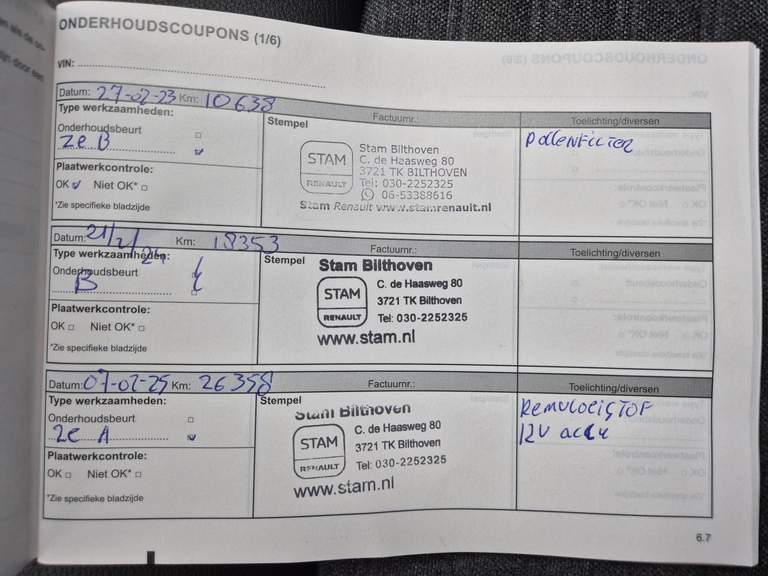 ONDERHOUDSCOUPONS (1/6)
VIN:
Datum: 27-02-23 Km: 10638
Factuurnr.:
Toelichting/diversen
Type werkzaamheden:
Onderhoudsbeurt
ZE B
Plaatwerkcontrole:
OK Niet OK*
*Zie specifieke bladzijde
Stempel
STAM
RENAULT
Stam Bilthoven
C. de Haasweg 80
3721 TK BILTHOVEN
Tel: 030-2252325
06-53388616
Stam Renault www.stamrenault.nl
POLLENFILTER
Datum: 21/2/24 Km: 18353
Factuurnr.:
Toelichting/diversen
Type werkzaamheden:
Onderhoudsbeurt
B
Plaatwerkcontrole:
OK Niet OK*
*Zie specifieke bladzijde
Stempel
Stam Bilthoven
STAM
RENAULT
C. de Haasweg 80
3721 TK Bilthoven
Tel: 030-2252325
www.stam.nl
Datum: 07-02-25 Km: 26358
Factuurnr.:
Toelichting/diversen
Type werkzaamheden:
Onderhoudsbeurt
ZE A
Plaatwerkcontrole:
OK Niet OK*
*Zie specifieke bladzijde
Stempel
Stam Bilthoven
STAM
RENAULT
C. de Haasweg 80
3721 TK Bilthoven
Tel: 030-2252325
www.stam.nl
REMVLOEISTOF
12V accu
6.7